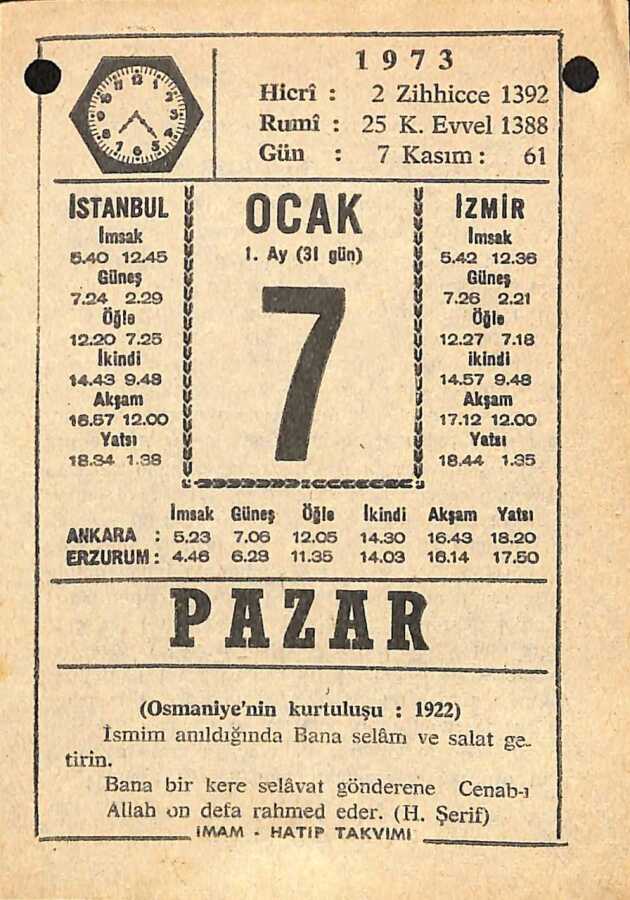 1973
Hicrî : 2 Zihhicce 1392
Rumî : 25 K. Evvel 1388
Gün : 7 Kasım : 61
İSTANBUL
İmsak
5.40 12.45
Güneş
7.24 2.29
Öğle
12.20 7.25
İkindi
14.43 9.48
Akşam
16.57 12.00
Yatsı
18.34 1.38
OCAK
1. Ay (31 gün)
7
İZMİR
İmsak
5.42 12.36
Güneş
7.26 2.21
Öğle
12.27 7.18
ikindi
14.57 9.48
Akşam
17.12 12.00
Yatsı
18.44 1.35
İmsak Güneş Öğle İkindi Akşam Yatsı
ANKARA : 5.23 7.06 12.05 14.30 16.43 18.20
ERZURUM : 4.46 6.28 11.35 14.03 16.14 17.50
PAZAR
(Osmaniye'nin kurtuluşu : 1922)
İsmim anıldığında Bana selâm ve salat ge-
tirin.
Bana bir kere selâvat gönderene Cenab-ı
Allah on defa rahmed eder. (H. Şerif)
İMAM - HATİP TAKVİMİ